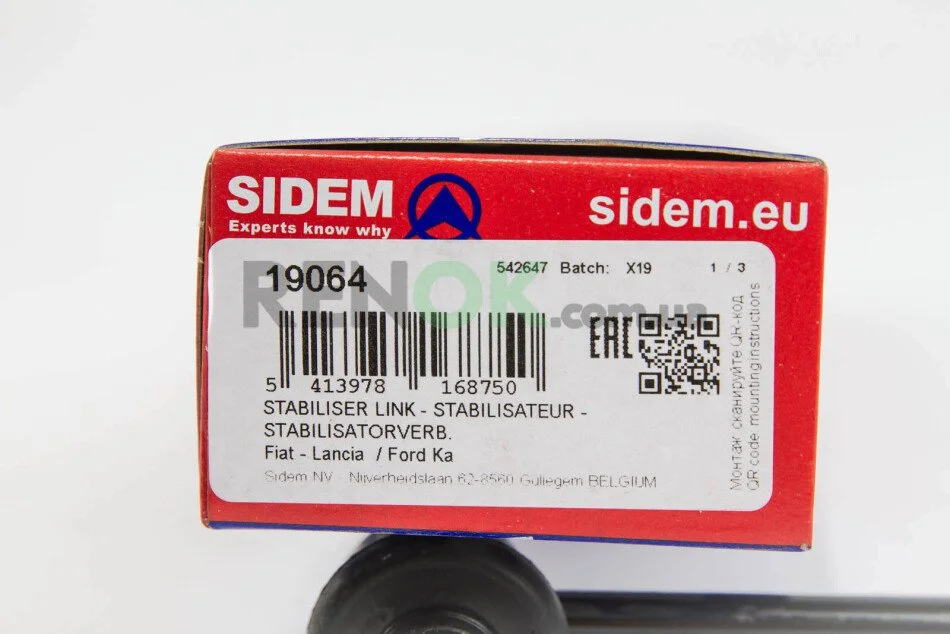 SIDEM
Experts know why
sidem.eu
19064
542647 Batch: X19 1 / 3
RENOK.com.ua
EAC
5 413978 168750
STABILISER LINK - STABILISATEUR -
STABILISATORVERB.
Fiat - Lancia / Ford Ka
Sidem NV - Nijverheidslaan 62-8560 Gullegem BELGIUM
Монтаж сканируйте QR-код
QR code mounting instructions